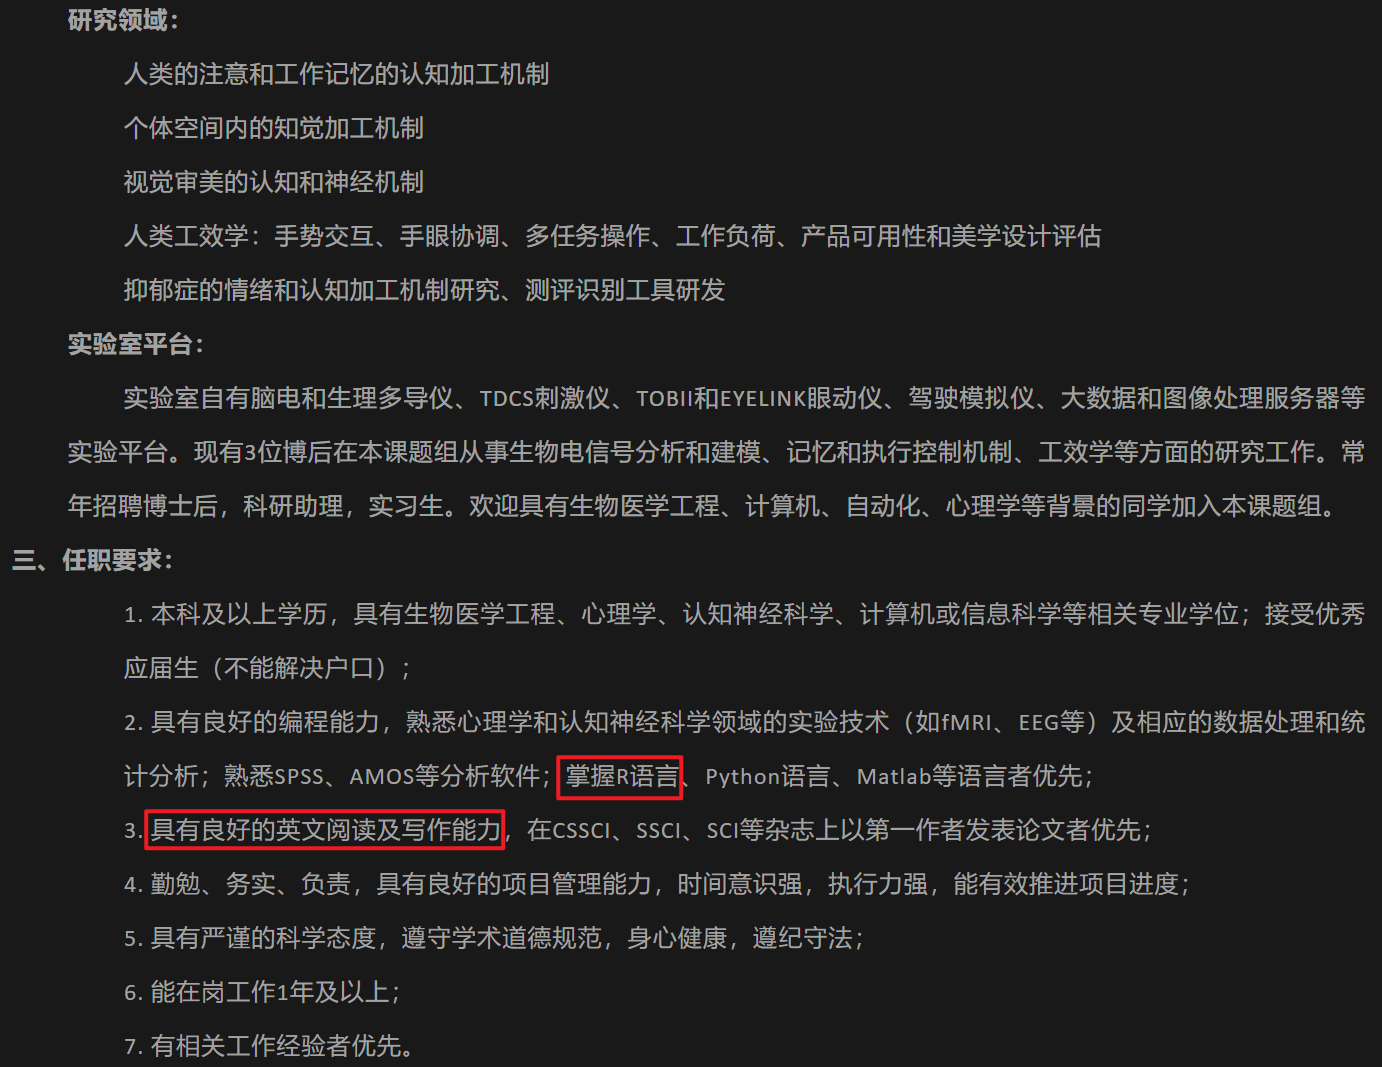 研究领域：
人类的注意和工作记忆的认知加工机制
个体空间内的知觉加工机制
视觉审美的认知和神经机制
人类工效学：手势交互、手眼协调、多任务操作、工作负荷、产品可用性和美学设计评估
抑郁症的情绪和认知加工机制研究、测评识别工具研发
实验室平台：
实验室自有脑电和生理多导仪、TDCS刺激仪、TOBII和EYELINK眼动仪、驾驶模拟仪、大数据和图像处理服务器等
实验平台。现有3位博后在本课题组从事生物电信号分析和建模、记忆和执行控制机制、工效学等方面的研究工作。常
年招聘博士后，科研助理，实习生。欢迎具有生物医学工程、计算机、自动化、心理学等背景的同学加入本课题组。
三、任职要求：
1. 本科及以上学历，具有生物医学工程、心理学、认知神经科学、计算机或信息科学等相关专业学位；接受优秀
应届生（不能解决户口）；
2. 具有良好的编程能力，熟悉心理学和认知神经科学领域的实验技术（如fMRI、EEG等）及相应的数据处理和统
计分析；熟悉SPSS、AMOS等分析软件；掌握R语言、Python语言、Matlab等语言者优先；
3. 具有良好的英文阅读及写作能力，在CSSCI、SSCI、SCI等杂志上以第一作者发表论文者优先；
4. 勤勉、务实、负责，具有良好的项目管理能力，时间意识强，执行力强，能有效推进项目进度；
5. 具有严谨的科学态度，遵守学术道德规范，身心健康，遵纪守法；
6. 能在岗工作1年及以上；
7. 有相关工作经验者优先。